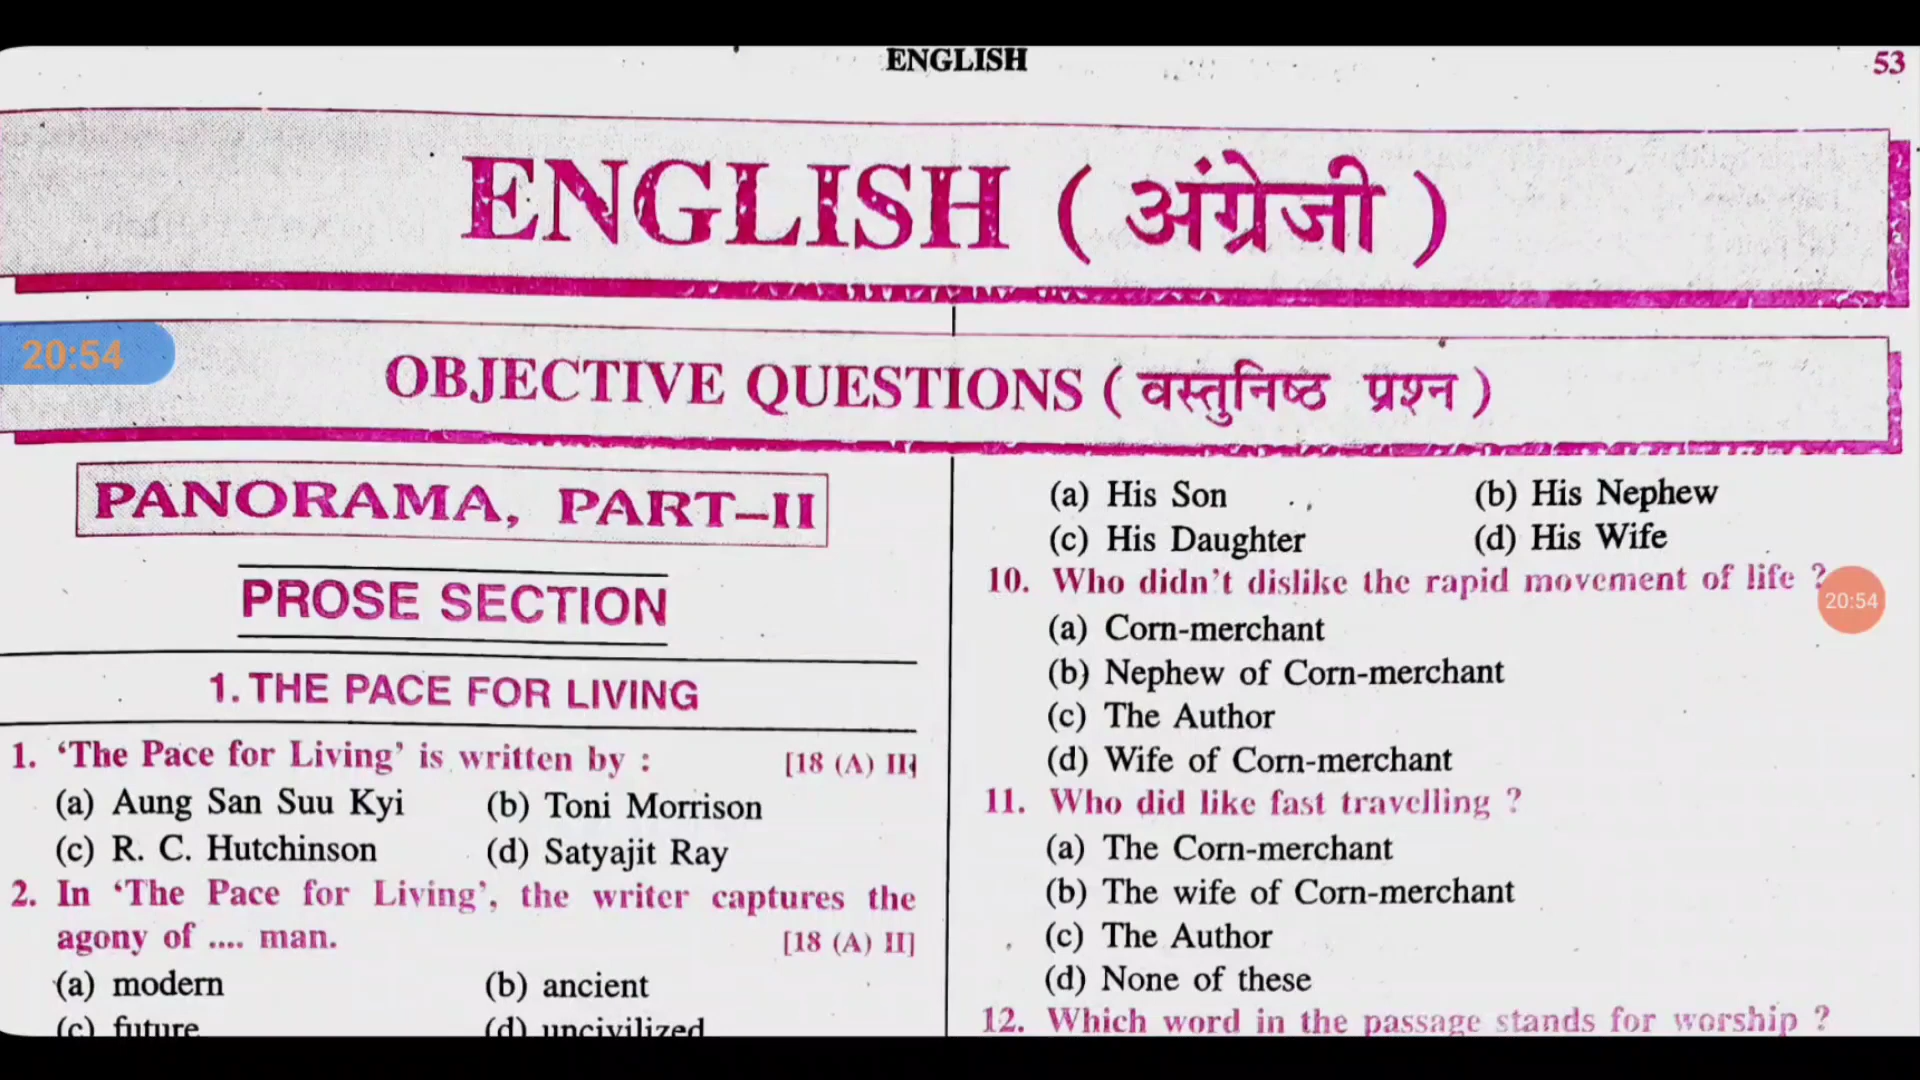 ENGLISH
53
ENGLISH ( अंग्रेजी )
20:54
OBJECTIVE QUESTIONS ( वस्तुनिष्ठ प्रश्न )
PANORAMA, PART–II
PROSE SECTION
1. THE PACE FOR LIVING
1. ‘The Pace for Living’ is written by : [18 (A) II]
(a) Aung San Suu Kyi (b) Toni Morrison
(c) R. C. Hutchinson (d) Satyajit Ray
2. In ‘The Pace for Living’, the writer captures the
agony of .... man. [18 (A) II]
(a) modern (b) ancient
(c) future (d) uncivilized
(a) His Son (b) His Nephew
(c) His Daughter (d) His Wife
10. Who didn’t dislike the rapid movement of life ?
20:54
(a) Corn-merchant
(b) Nephew of Corn-merchant
(c) The Author
(d) Wife of Corn-merchant
11. Who did like fast travelling ?
(a) The Corn-merchant
(b) The wife of Corn-merchant
(c) The Author
(d) None of these
12. Which word in the passage stands for worship ?